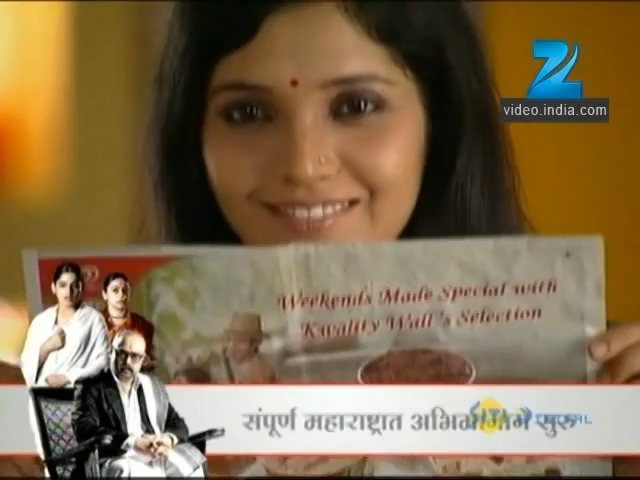 video.india.com
Weekends Made Special with
Kwality Wall's Selection
संपूर्ण महाराष्ट्रात अभिमानाने सुरु